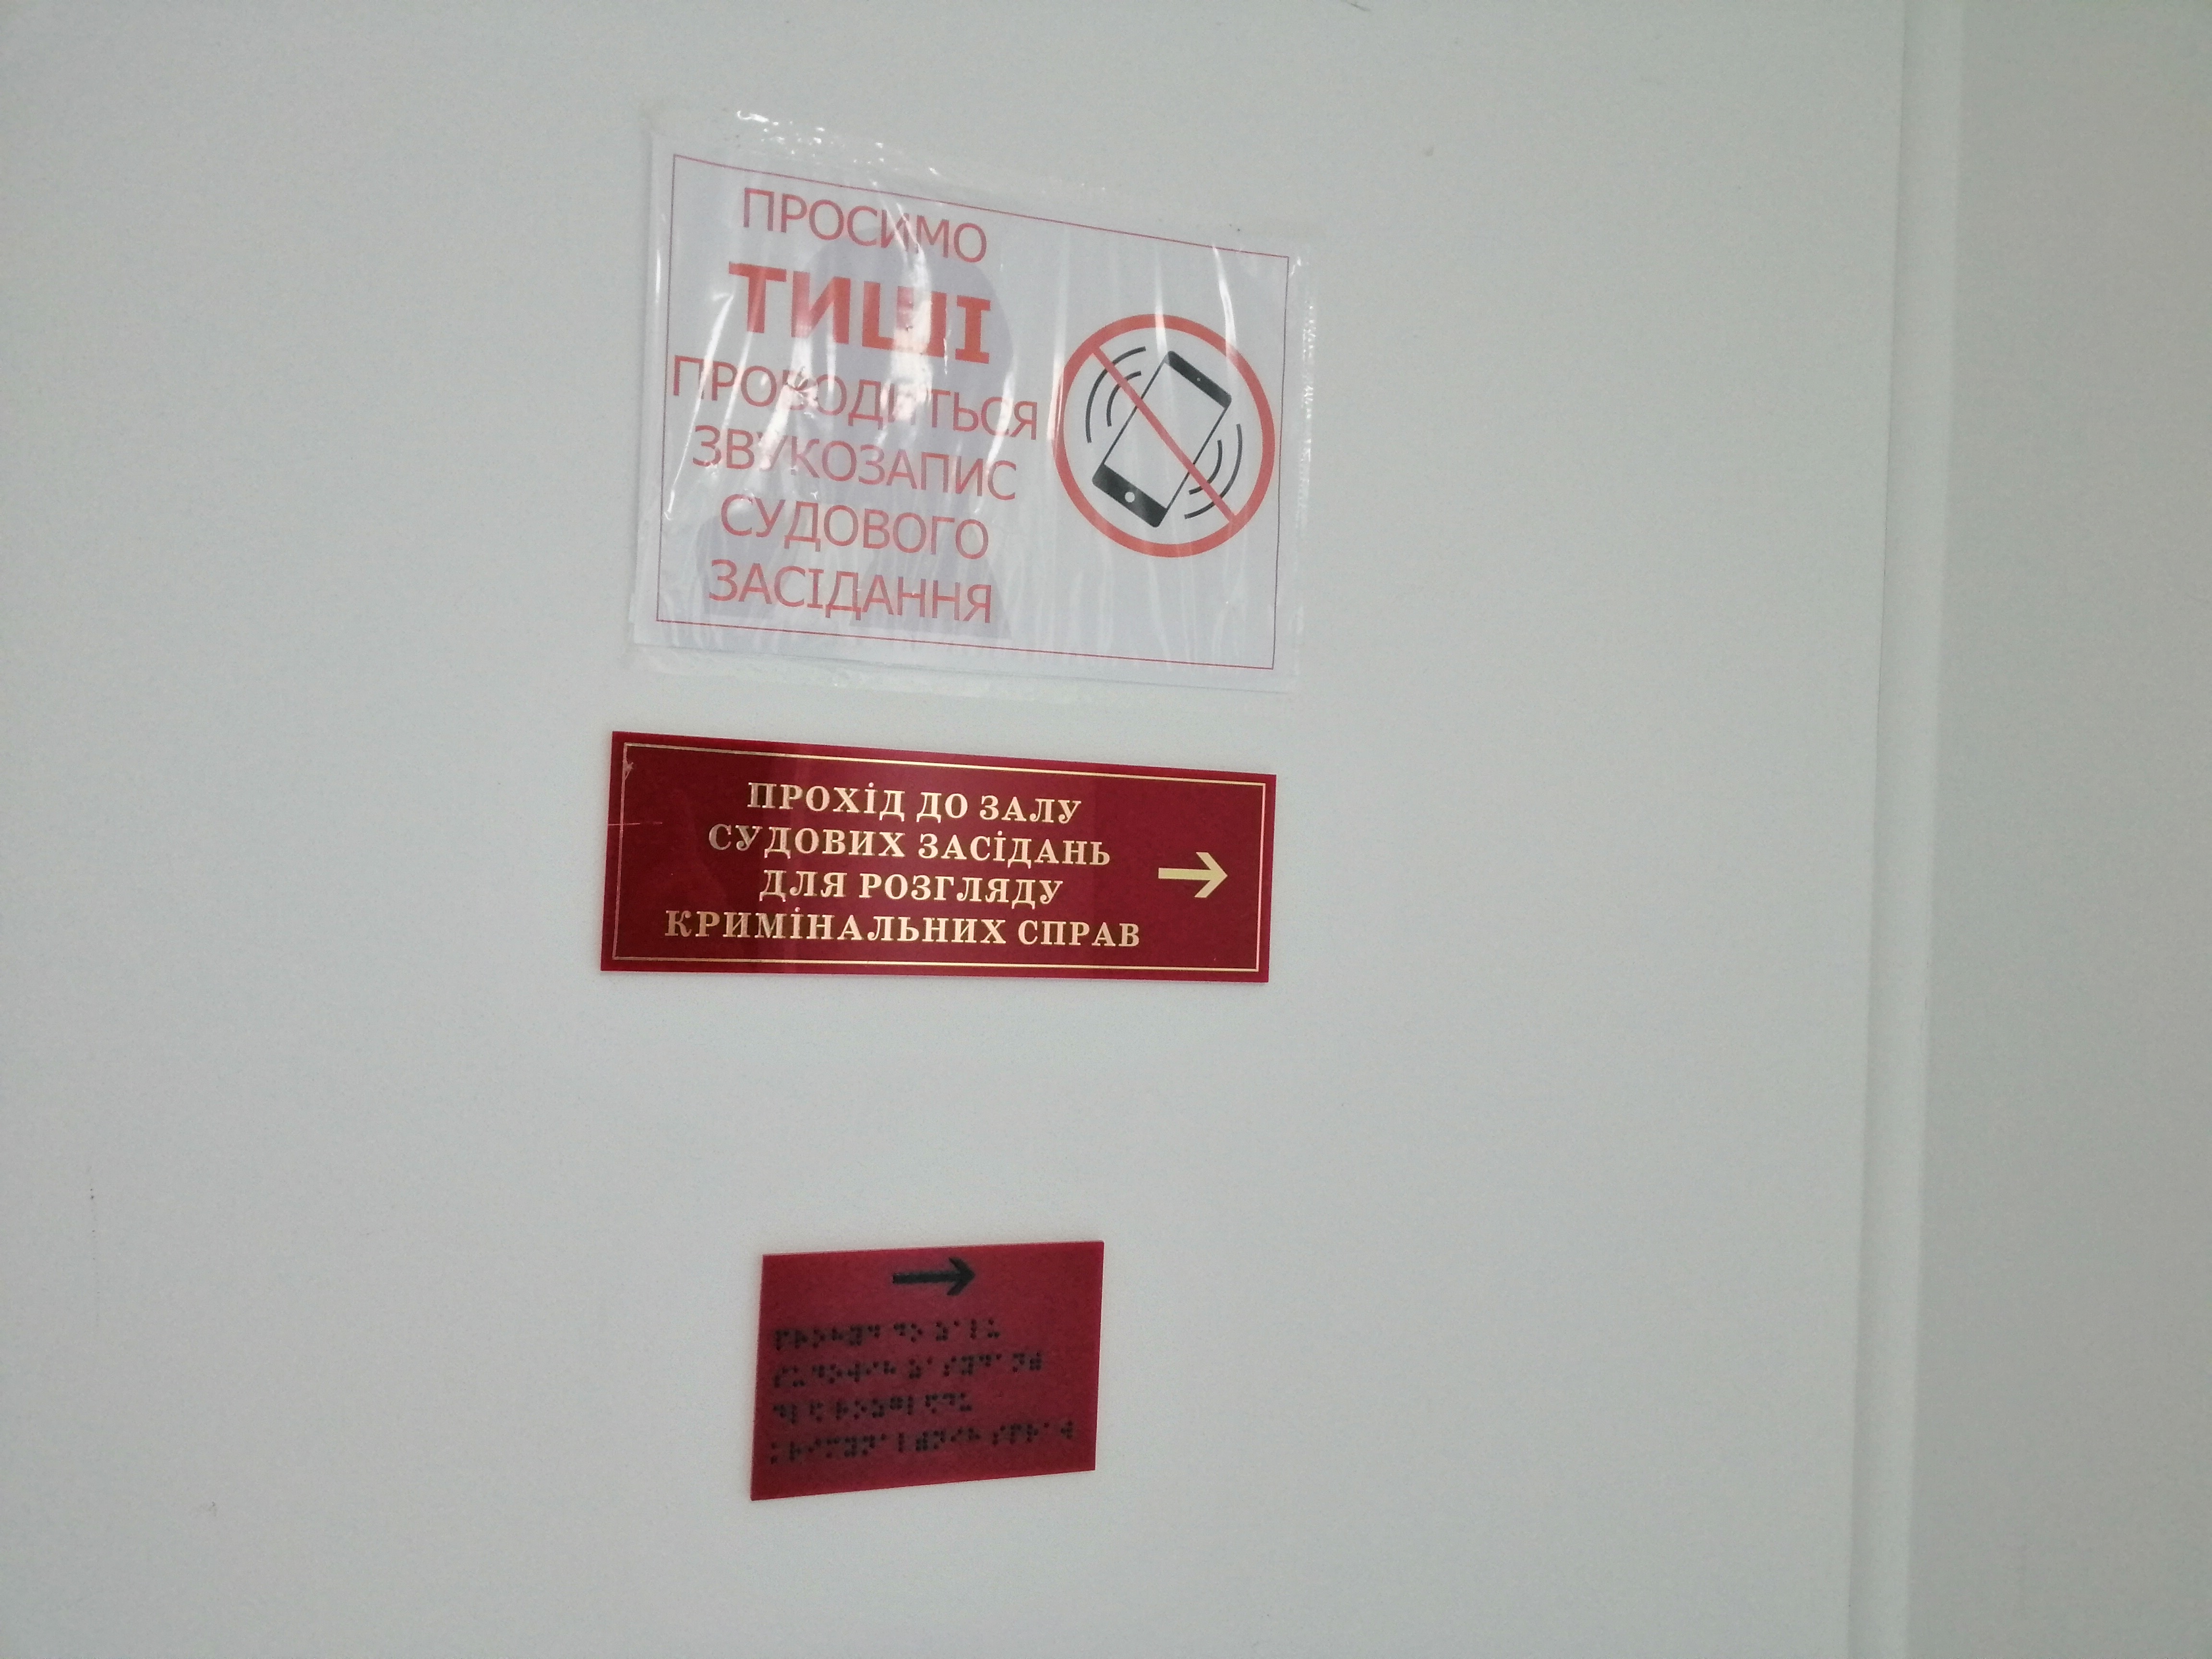 ПРОСИМО
ТИШІ
ПРОВОДИТЬСЯ
ЗВУКОЗАПИС
СУДОВОГО
ЗАСІДАННЯ
ПРОХІД ДО ЗАЛУ
СУДОВИХ ЗАСІДАНЬ
ДЛЯ РОЗГЛЯДУ
КРИМІНАЛЬНИХ СПРАВ